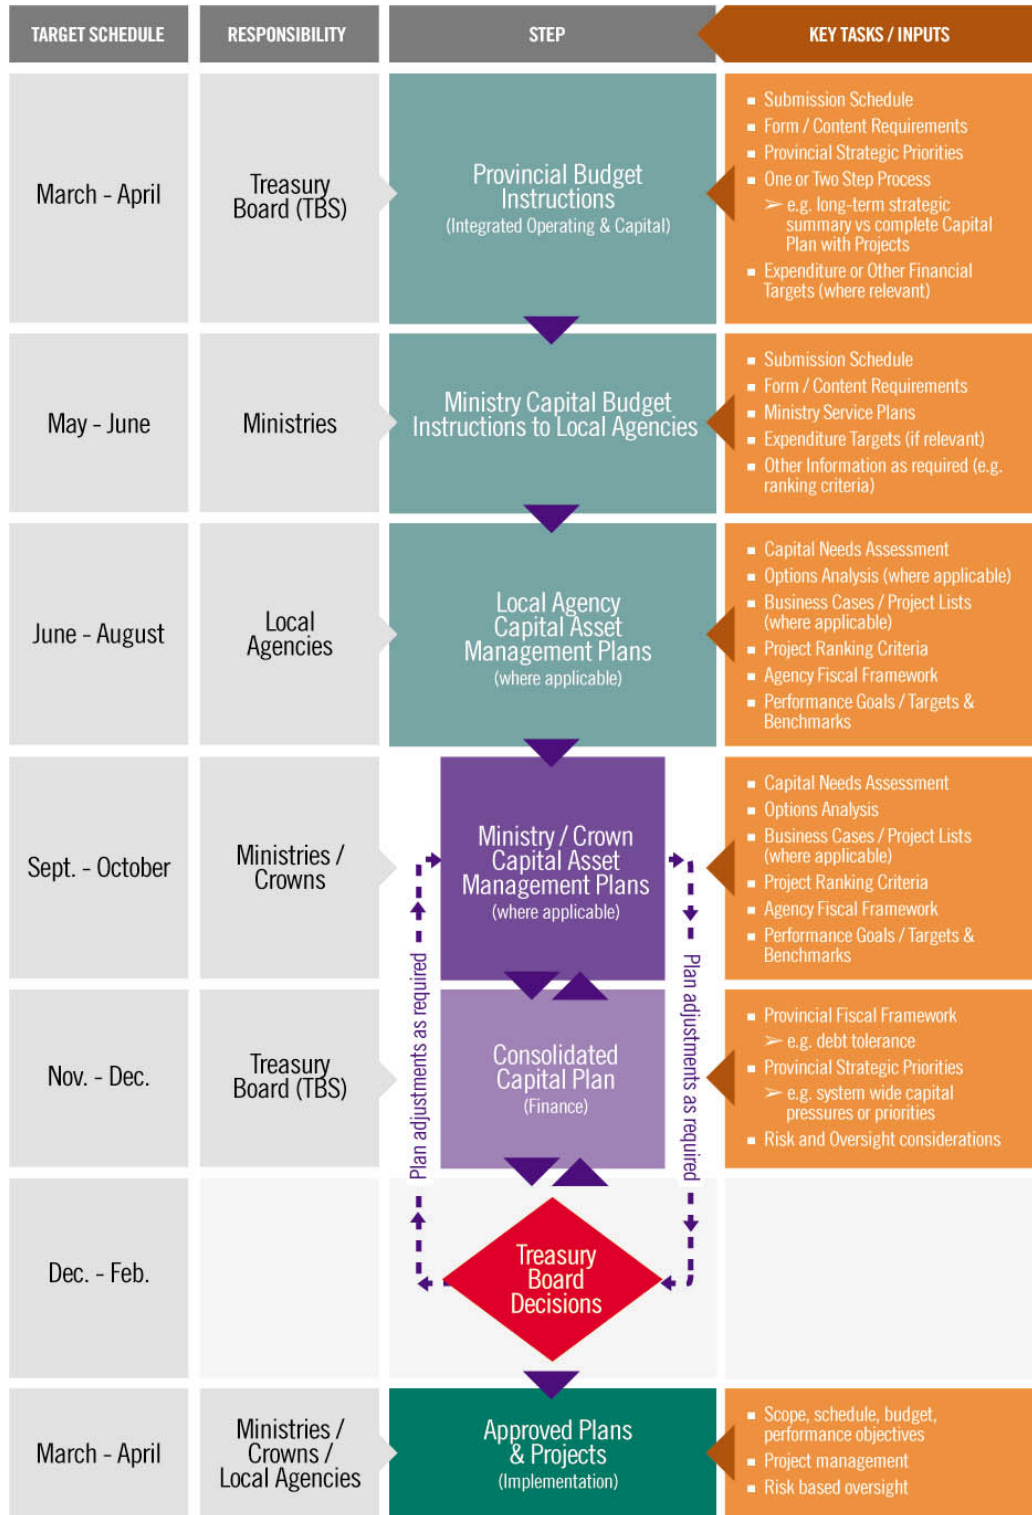 TARGET SCHEDULE
RESPONSIBILITY
STEP
KEY TASKS / INPUTS
March - April
Treasury
Board (TBS)
Provincial Budget
Instructions
(Integrated Operating & Capital)
▪ Submission Schedule
▪ Form / Content Requirements
▪ Provincial Strategic Priorities
▪ One or Two Step Process
➢ e.g. long-term strategic
summary vs complete Capital
Plan with Projects
▪ Expenditure or Other Financial
Targets (where relevant)
May - June
Ministries
Ministry Capital Budget
Instructions to Local Agencies
▪ Submission Schedule
▪ Form / Content Requirements
▪ Ministry Service Plans
▪ Expenditure Targets (if relevant)
▪ Other Information as required (e.g.
ranking criteria)
June - August
Local
Agencies
Local Agency
Capital Asset
Management Plans
(where applicable)
▪ Capital Needs Assessment
▪ Options Analysis (where applicable)
▪ Business Cases / Project Lists
(where applicable)
▪ Project Ranking Criteria
▪ Agency Fiscal Framework
▪ Performance Goals / Targets &
Benchmarks
Sept. - October
Ministries /
Crowns
Ministry / Crown
Capital Asset
Management Plans
(where applicable)
▪ Capital Needs Assessment
▪ Options Analysis
▪ Business Cases / Project Lists
(where applicable)
▪ Project Ranking Criteria
▪ Agency Fiscal Framework
▪ Performance Goals / Targets &
Benchmarks
Plan adjustments as required
Plan adjustments as required
Nov. - Dec.
Treasury
Board (TBS)
Consolidated
Capital Plan
(Finance)
▪ Provincial Fiscal Framework
➢ e.g. debt tolerance
▪ Provincial Strategic Priorities
➢ e.g. system wide capital
pressures or priorities
▪ Risk and Oversight considerations
Dec. - Feb.
Treasury
Board
Decisions
March - April
Ministries /
Crowns /
Local Agencies
Approved Plans
& Projects
(Implementation)
▪ Scope, schedule, budget,
performance objectives
▪ Project management
▪ Risk based oversight